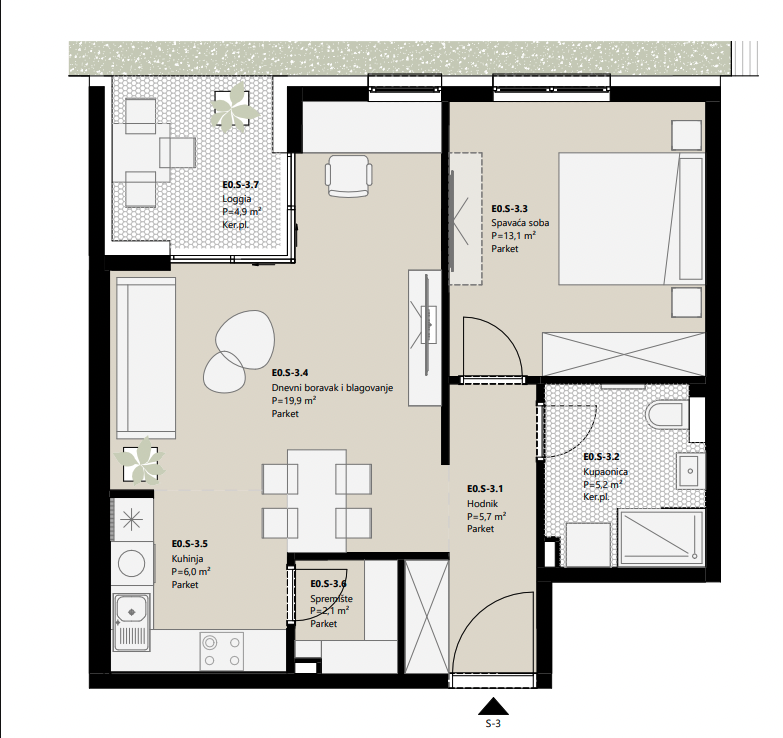 E0.S-3.7
Loggia
P=4,9 m²
Ker.pl.
E0.S-3.3
Spavaća soba
P=13,1 m²
Parket
E0.S-3.4
Dnevni boravak i blagovanje
P=19,9 m²
Parket
E0.S-3.2
Kupaonica
P=5,2 m²
Ker.pl.
E0.S-3.1
Hodnik
P=5,7 m²
Parket
E0.S-3.5
Kuhinja
P=6,0 m²
Parket
E0.S-3.6
Spremište
P=2,1 m²
Parket
S-3